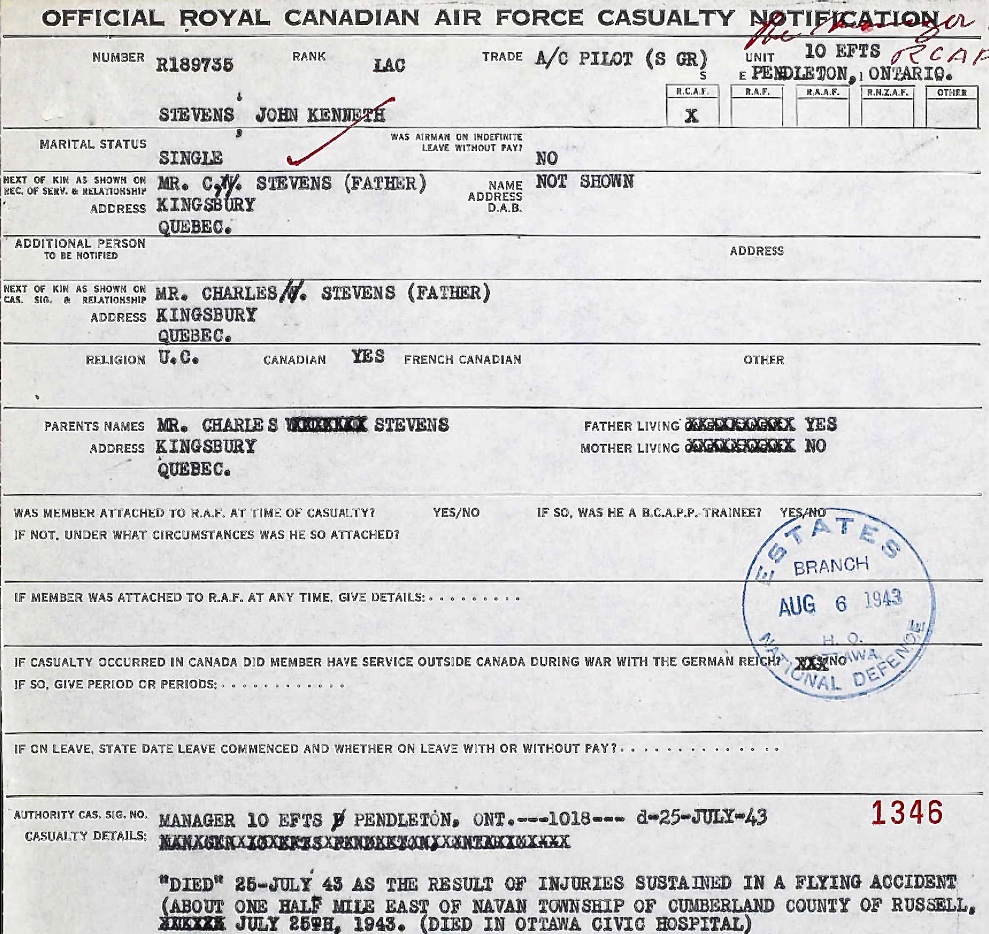 OFFICIAL ROYAL CANADIAN AIR FORCE CASUALTY NOTIFICATION
The Manager
RCAF
NUMBER R189735 RANK LAC TRADE A/C PILOT (S GR) UNIT 10 EFTS
S E PENDLETON, ONTARIO.
R.C.A.F. R.A.F. R.A.A.F. R.N.Z.A.F. OTHER
STEVENS, JOHN KENNETH X
MARITAL STATUS SINGLE WAS AIRMAN ON INDEFINITE LEAVE WITHOUT PAY? NO
NEXT OF KIN AS SHOWN ON REC. OF SERV. & RELATIONSHIP MR. C. STEVENS (FATHER) NAME ADDRESS D.A.B. NOT SHOWN
ADDRESS KINGSBURY
QUEBEC.
ADDITIONAL PERSON TO BE NOTIFIED ADDRESS
NEXT OF KIN AS SHOWN ON CAS. SIG. & RELATIONSHIP MR. CHARLES STEVENS (FATHER)
ADDRESS KINGSBURY
QUEBEC.
RELIGION U.C. CANADIAN YES FRENCH CANADIAN OTHER
PARENTS NAMES MR. CHARLES STEVENS FATHER LIVING YES
ADDRESS KINGSBURY MOTHER LIVING NO
QUEBEC.
WAS MEMBER ATTACHED TO R.A.F. AT TIME OF CASUALTY? YES/NO IF SO, WAS HE A B.C.A.P.P. TRAINEE? YES/NO
IF NOT, UNDER WHAT CIRCUMSTANCES WAS HE SO ATTACHED?
ESTATES
BRANCH
AUG 6 1943
H. Q.
OTTAWA
NATIONAL DEFENCE
IF MEMBER WAS ATTACHED TO R.A.F. AT ANY TIME, GIVE DETAILS: . . . . . . . . .
IF CASUALTY OCCURRED IN CANADA DID MEMBER HAVE SERVICE OUTSIDE CANADA DURING WAR WITH THE GERMAN REICH? XXX NO
IF SO, GIVE PERIOD OR PERIODS: . . . . . . . . . . . .
IF ON LEAVE, STATE DATE LEAVE COMMENCED AND WHETHER ON LEAVE WITH OR WITHOUT PAY? . . . . . . . . . . . . . .
AUTHORITY CAS. SIG. NO. MANAGER 10 EFTS PENDLETON, ONT.---1018--- d-25-JULY-43 1346
CASUALTY DETAILS:
"DIED" 25-JULY 43 AS THE RESULT OF INJURIES SUSTAINED IN A FLYING ACCIDENT
(ABOUT ONE HALF MILE EAST OF NAVAN TOWNSHIP OF CUMBERLAND COUNTY OF RUSSELL,
JULY 25TH, 1943. (DIED IN OTTAWA CIVIC HOSPITAL)